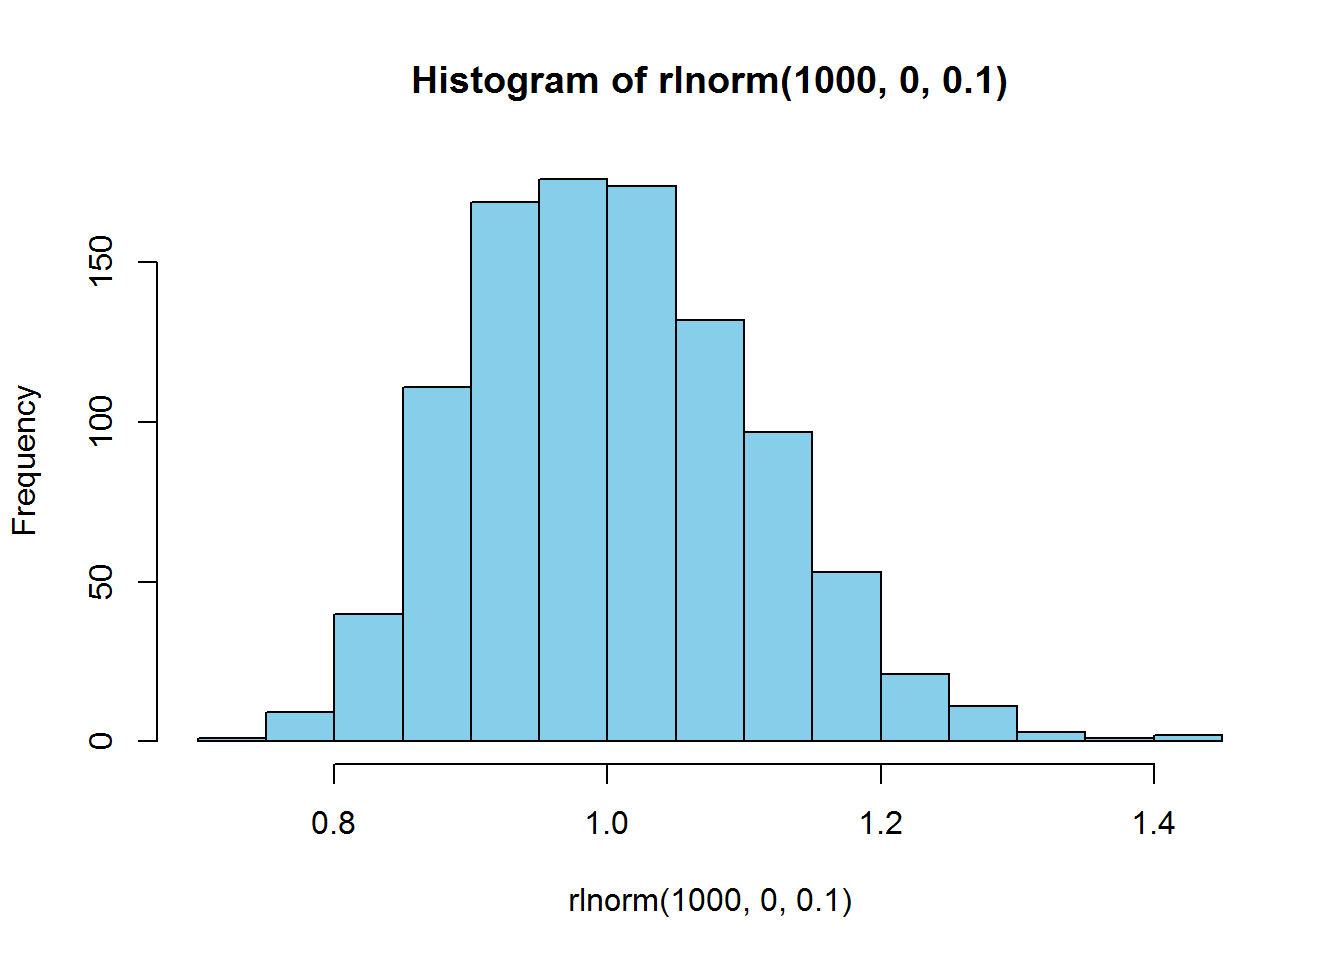 Histogram of rlnorm(1000, 0, 0.1)
Frequency
150
100
50
0
0.8 1.0 1.2 1.4
rlnorm(1000, 0, 0.1)